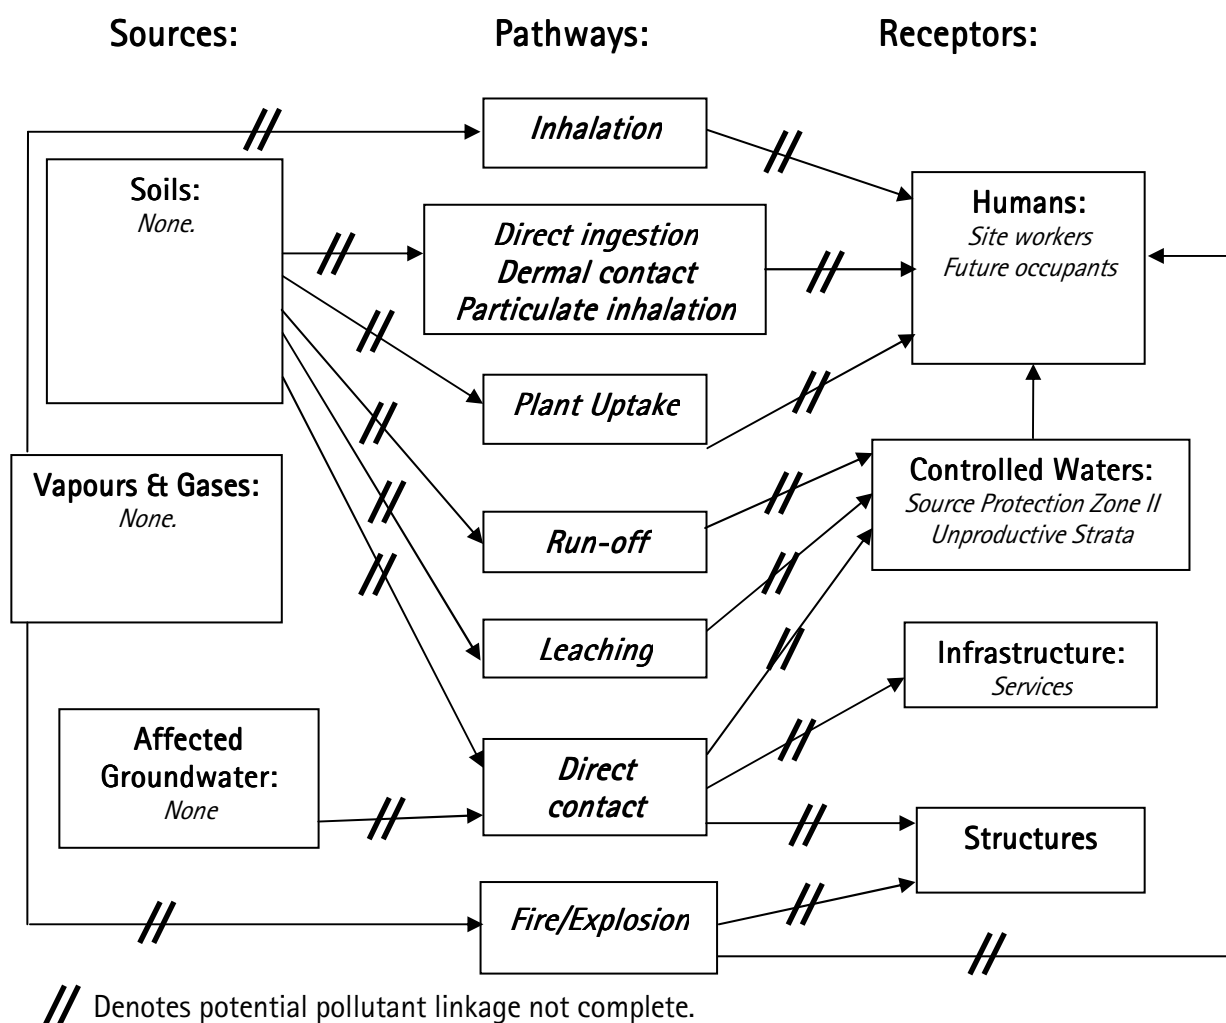 Sources:
Pathways:
Receptors:
Inhalation
Soils:
None.
Direct ingestion
Dermal contact
Particulate inhalation
Humans:
Site workers
Future occupants
Plant Uptake
Vapours & Gases:
None.
Controlled Waters:
Source Protection Zone II
Unproductive Strata
Run-off
Leaching
Infrastructure:
Services
Affected
Groundwater:
None
Direct
contact
Structures
Fire/Explosion
// Denotes potential pollutant linkage not complete.